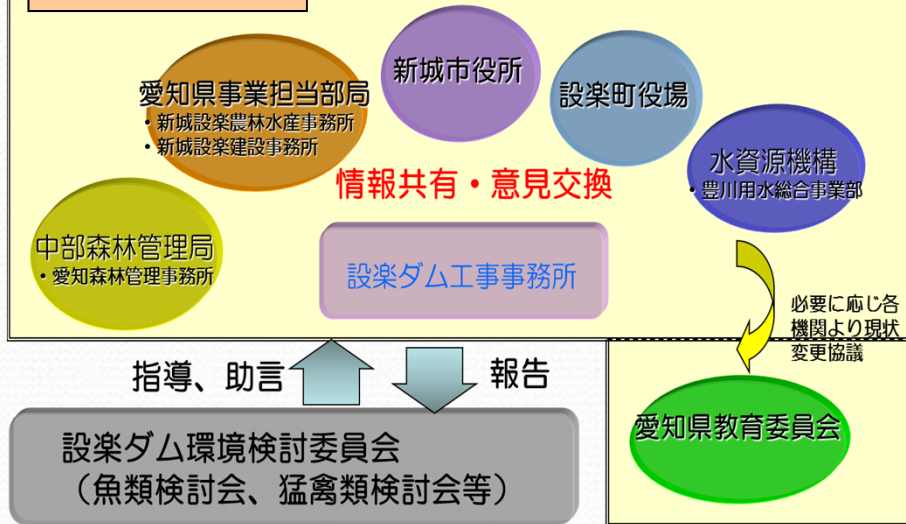 新城市役所
設楽町役場
愛知県事業担当部局
・新城設楽農林水産事務所
・新城設楽建設事務所
水資源機構
・豊川用水総合事業部
情報共有・意見交換
中部森林管理局
・愛知森林管理事務所
設楽ダム工事事務所
必要に応じ各
機関より現状
変更協議
指導、助言
報告
愛知県教育委員会
設楽ダム環境検討委員会
（魚類検討会、猛禽類検討会等）